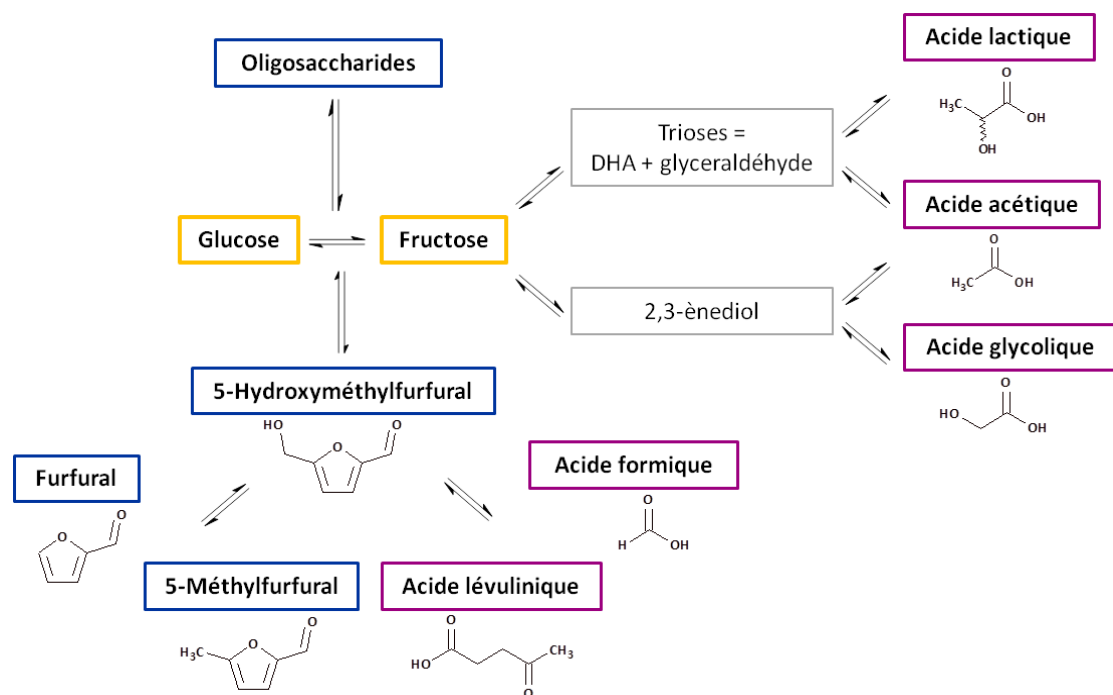 Oligosaccharides
Acide lactique
O
H₃C
OH
OH
Trioses =
DHA + glyceraldéhyde
Glucose
Fructose
Acide acétique
O
H₃C
OH
2,3-ènediol
Acide glycolique
O
HO
OH
5-Hydroxyméthylfurfural
HO
O
O
Furfural
O
O
Acide formique
O
H
OH
5-Méthylfurfural
O
H₃C
O
Acide lévulinique
O
HO
CH₃
O